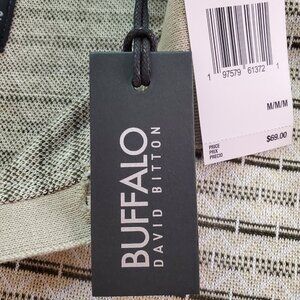 BUFFALO
DAVID BITTON
1 97579 61372 1
M/M/M
PRICE
PRIX
PRECIO
$69.00